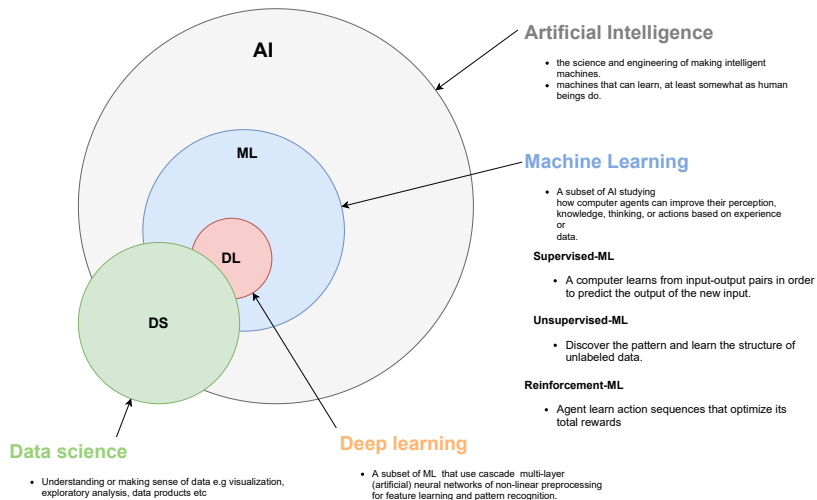 AI
ML
DL
DS
Artificial Intelligence
• the science and engineering of making intelligent
machines.
• machines that can learn, at least somewhat as human
beings do.
Machine Learning
• A subset of AI studying
how computer agents can improve their perception,
knowledge, thinking, or actions based on experience
or
data.
Supervised-ML
• A computer learns from input-output pairs in order
to predict the output of the new input.
Unsupervised-ML
• Discover the pattern and learn the structure of
unlabeled data.
Reinforcement-ML
• Agent learn action sequences that optimize its
total rewards
Data science
• Understanding or making sense of data e.g visualization,
exploratory analysis, data products etc
Deep learning
• A subset of ML that use cascade multi-layer
(artificial) neural networks of non-linear preprocessing
for feature learning and pattern recognition.